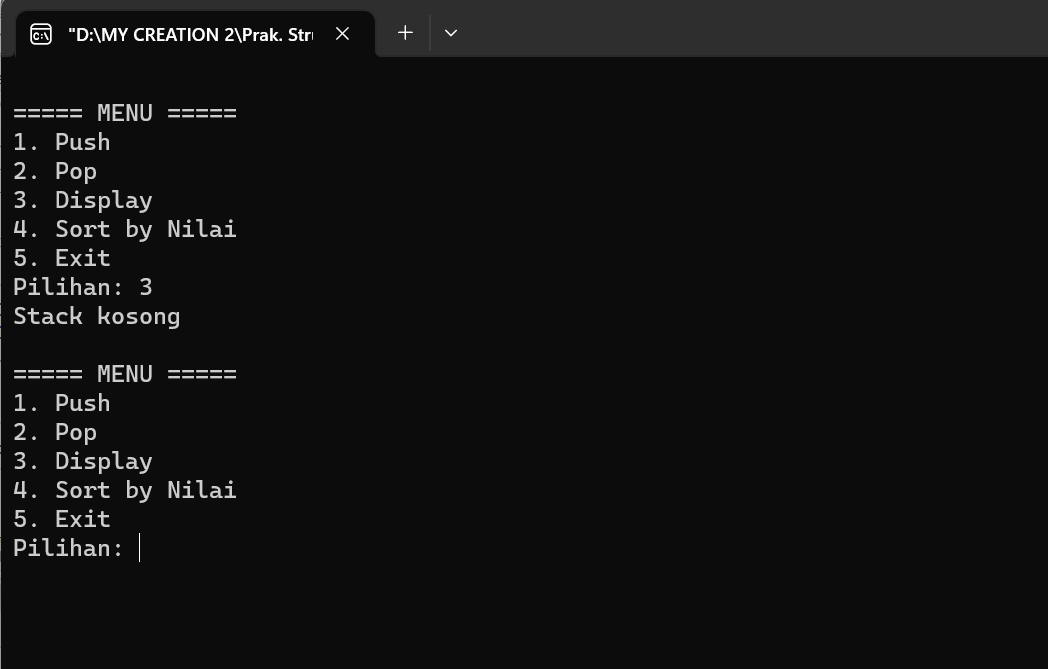 "D:\MY CREATION 2\Prak. Stru
===== MENU =====
1. Push
2. Pop
3. Display
4. Sort by Nilai
5. Exit
Pilihan: 3
Stack kosong
===== MENU =====
1. Push
2. Pop
3. Display
4. Sort by Nilai
5. Exit
Pilihan: